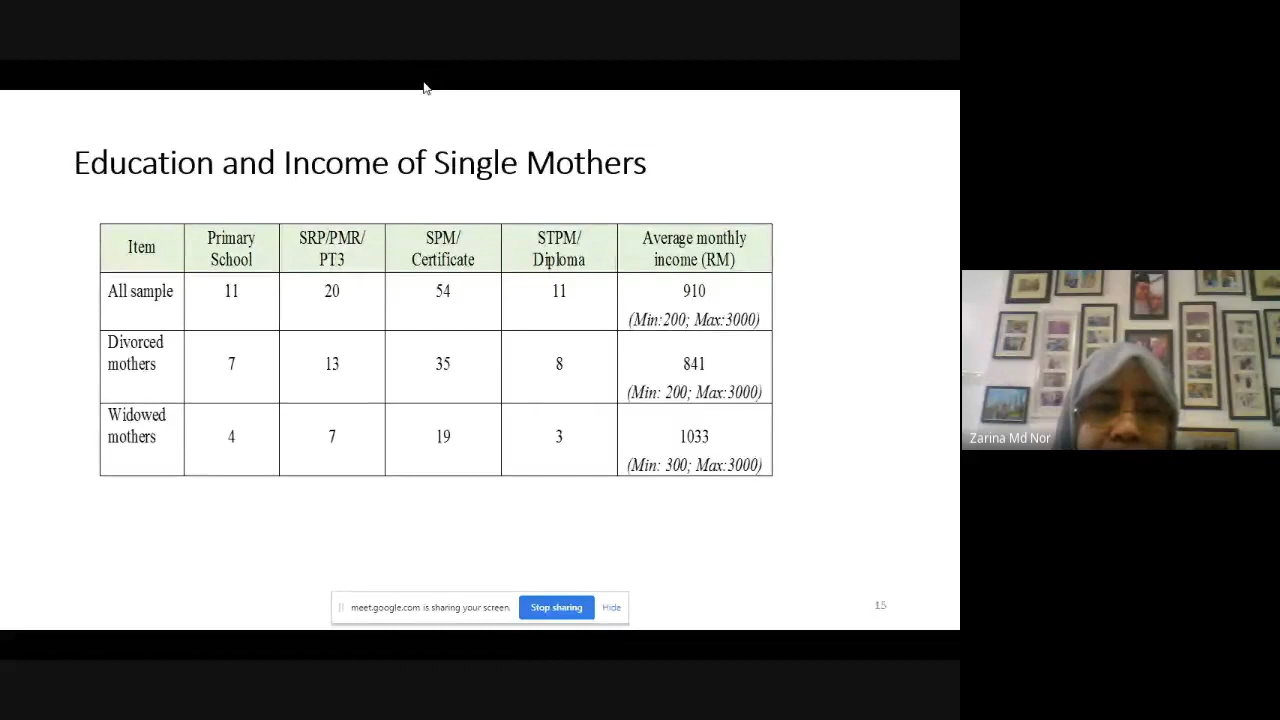 Education and Income of Single Mothers
Item
Primary
School
SRP/PMR/
PT3
SPM/
Certificate
STPM/
Diploma
Average monthly
income (RM)
All sample
11
20
54
11
910
(Min:200; Max:3000)
Divorced
mothers
7
13
35
8
841
(Min: 200; Max:3000)
Widowed
mothers
4
7
19
3
1033
(Min: 300; Max:3000)
meet.google.com is sharing your screen.
Stop sharing
Hide
15
Zarina Md Nor